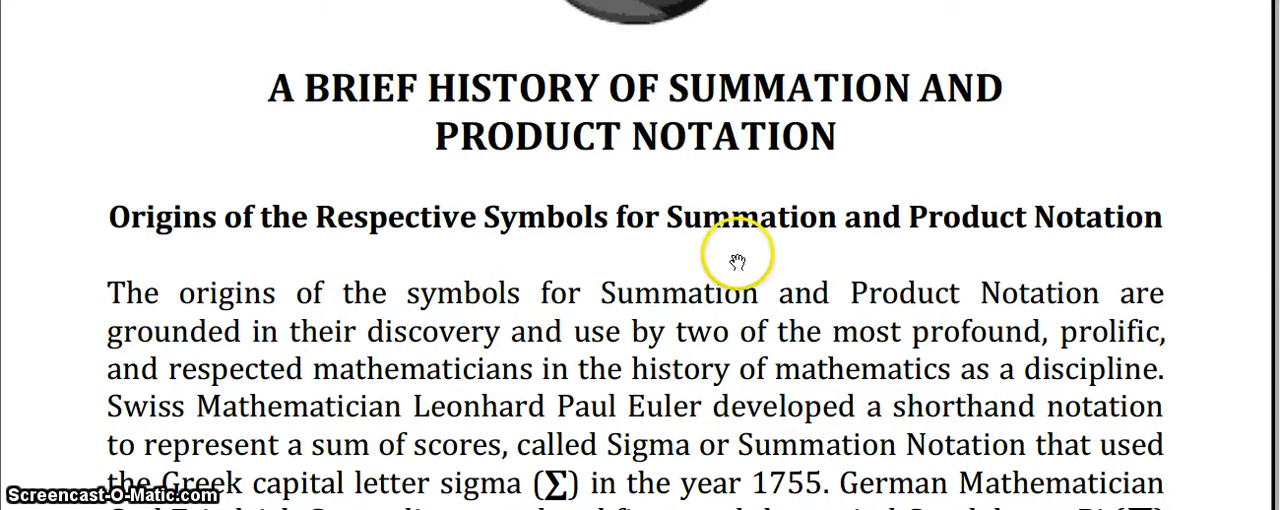 A BRIEF HISTORY OF SUMMATION AND
PRODUCT NOTATION
Origins of the Respective Symbols for Summation and Product Notation
The origins of the symbols for Summation and Product Notation are
grounded in their discovery and use by two of the most profound, prolific,
and respected mathematicians in the history of mathematics as a discipline.
Swiss Mathematician Leonhard Paul Euler developed a shorthand notation
to represent a sum of scores, called Sigma or Summation Notation that used
the Greek capital letter sigma (Σ) in the year 1755. German Mathematician
Screencast-O-Matic.com